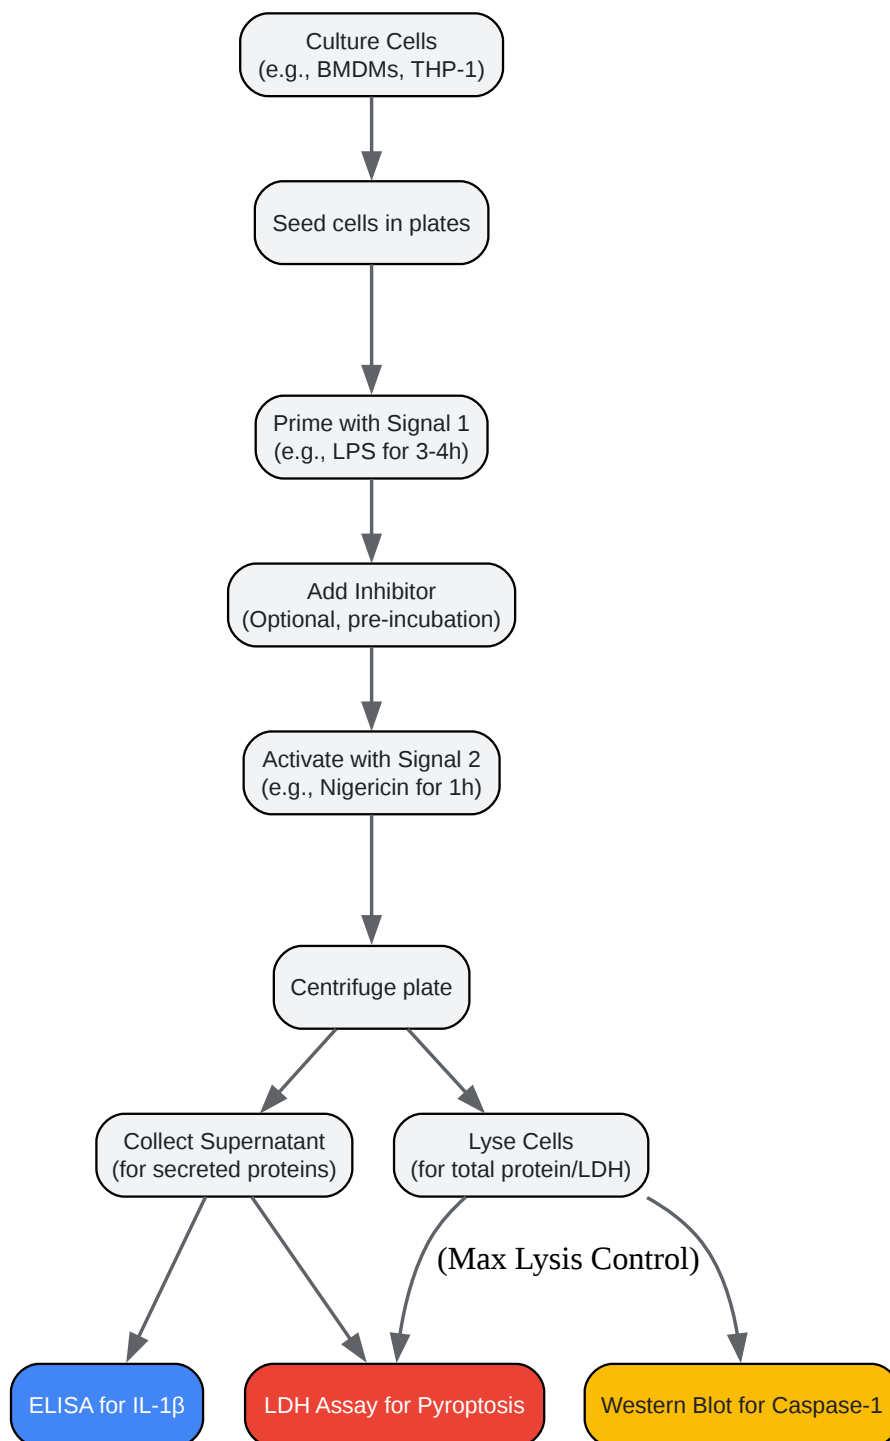 Culture Cells
(e.g., BMDMs, THP-1)
Seed cells in plates
Prime with Signal 1
(e.g., LPS for 3-4h)
Add Inhibitor
(Optional, pre-incubation)
Activate with Signal 2
(e.g., Nigericin for 1h)
Centrifuge plate
Collect Supernatant
(for secreted proteins)
Lyse Cells
(for total protein/LDH)
(Max Lysis Control)
ELISA for IL-1β
LDH Assay for Pyroptosis
Western Blot for Caspase-1